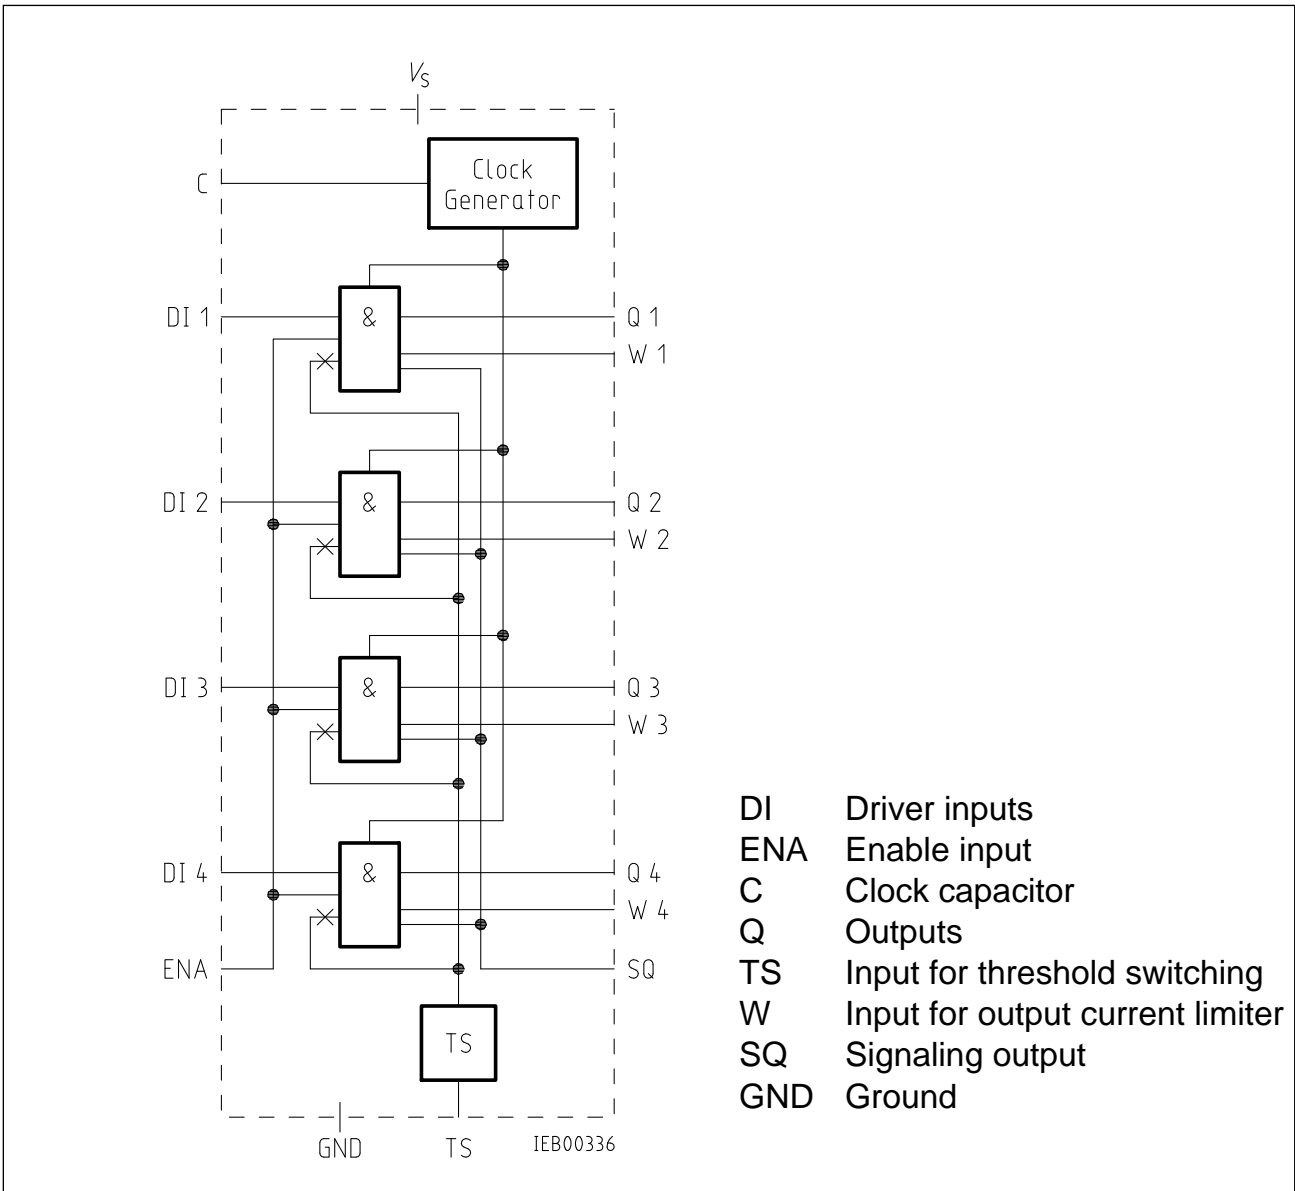 VS
C
Clock
Generator
DI 1
&
Q 1
W 1
DI 2
&
Q 2
W 2
DI 3
&
Q 3
W 3
DI 4
&
Q 4
W 4
ENA
SQ
TS
GND
TS
IEB00336
DI Driver inputs
ENA Enable input
C Clock capacitor
Q Outputs
TS Input for threshold switching
W Input for output current limiter
SQ Signaling output
GND Ground